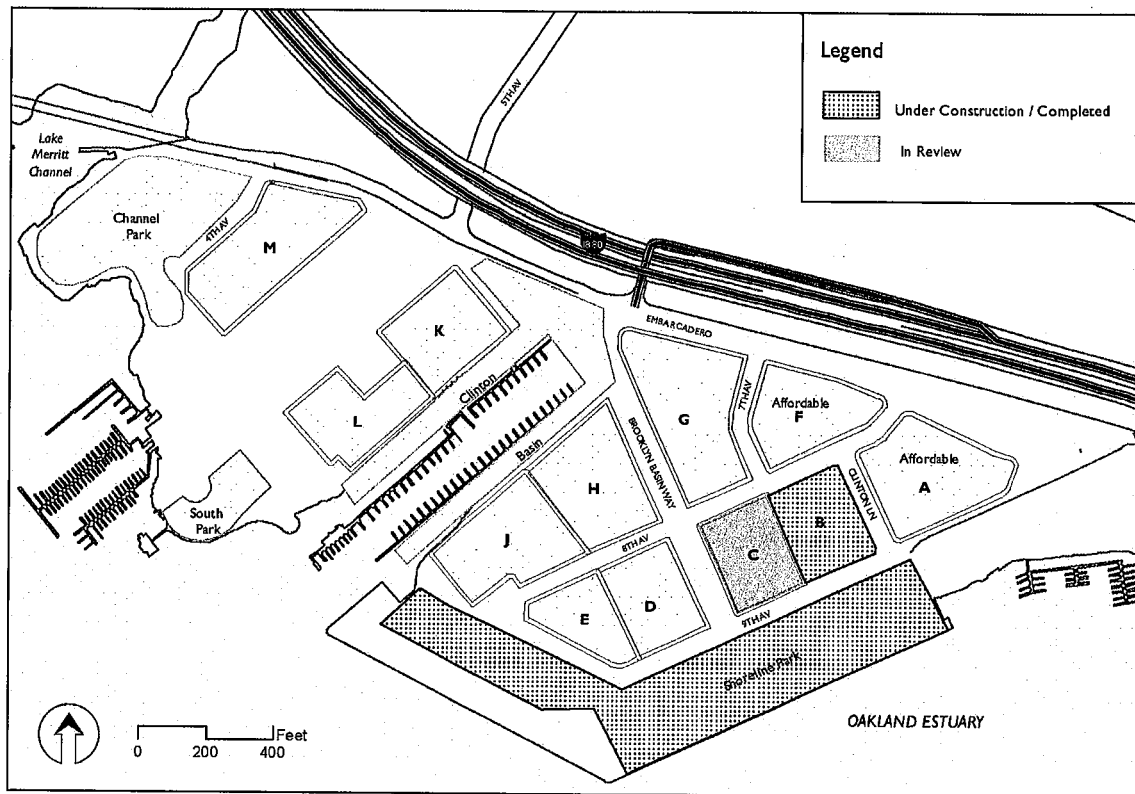 Legend
Under Construction / Completed
In Review
5TH AV
Lake
Merritt
Channel
Channel
Park
4TH AV
M
I-880
K
EMBARCADERO
Clinton
Basin
L
G
7TH AV
Affordable
F
BROOKLYN BASIN WAY
CLINTON LN
Affordable
A
H
South
Park
J
8TH AV
C
B
E
D
9TH AV
Shoreline Park
OAKLAND ESTUARY
Feet
0
200
400